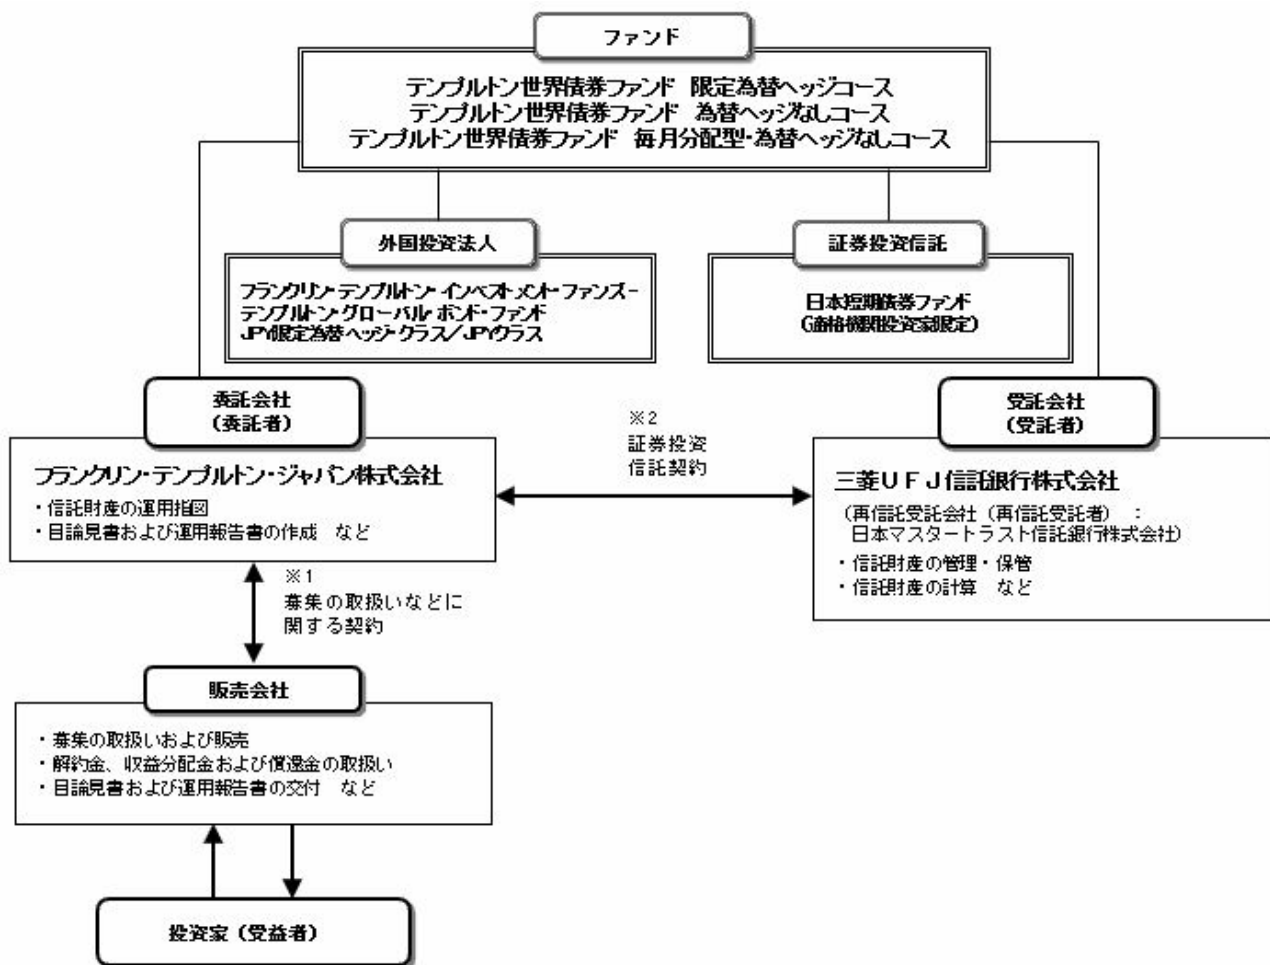 ファンド
テンプルトン世界債券ファンド 限定為替ヘッジコース
テンプルトン世界債券ファンド 為替ヘッジなしコース
テンプルトン世界債券ファンド 毎月分配型・為替ヘッジなしコース
外国投資法人
フランクリン・テンプルトン・インベストメント・ファンズ－
テンプルトン・グローバル・ボンド・ファンド
JPY限定為替ヘッジ・クラス／JPYクラス
証券投資信託
日本短期債券ファンド
(適格機関投資家限定)
委託会社
(委託者)
フランクリン・テンプルトン・ジャパン株式会社
・信託財産の運用指図
・目論見書および運用報告書の作成 など
※2
証券投資
信託契約
受託会社
(受託者)
三菱ＵＦＪ信託銀行株式会社
（再信託受託会社（再信託受託者）：
日本マスタートラスト信託銀行株式会社）
・信託財産の管理・保管
・信託財産の計算 など
※1
募集の取扱いなどに
関する契約
販売会社
・募集の取扱いおよび販売
・解約金、収益分配金および償還金の取扱い
・目論見書および運用報告書の交付 など
投資家（受益者）